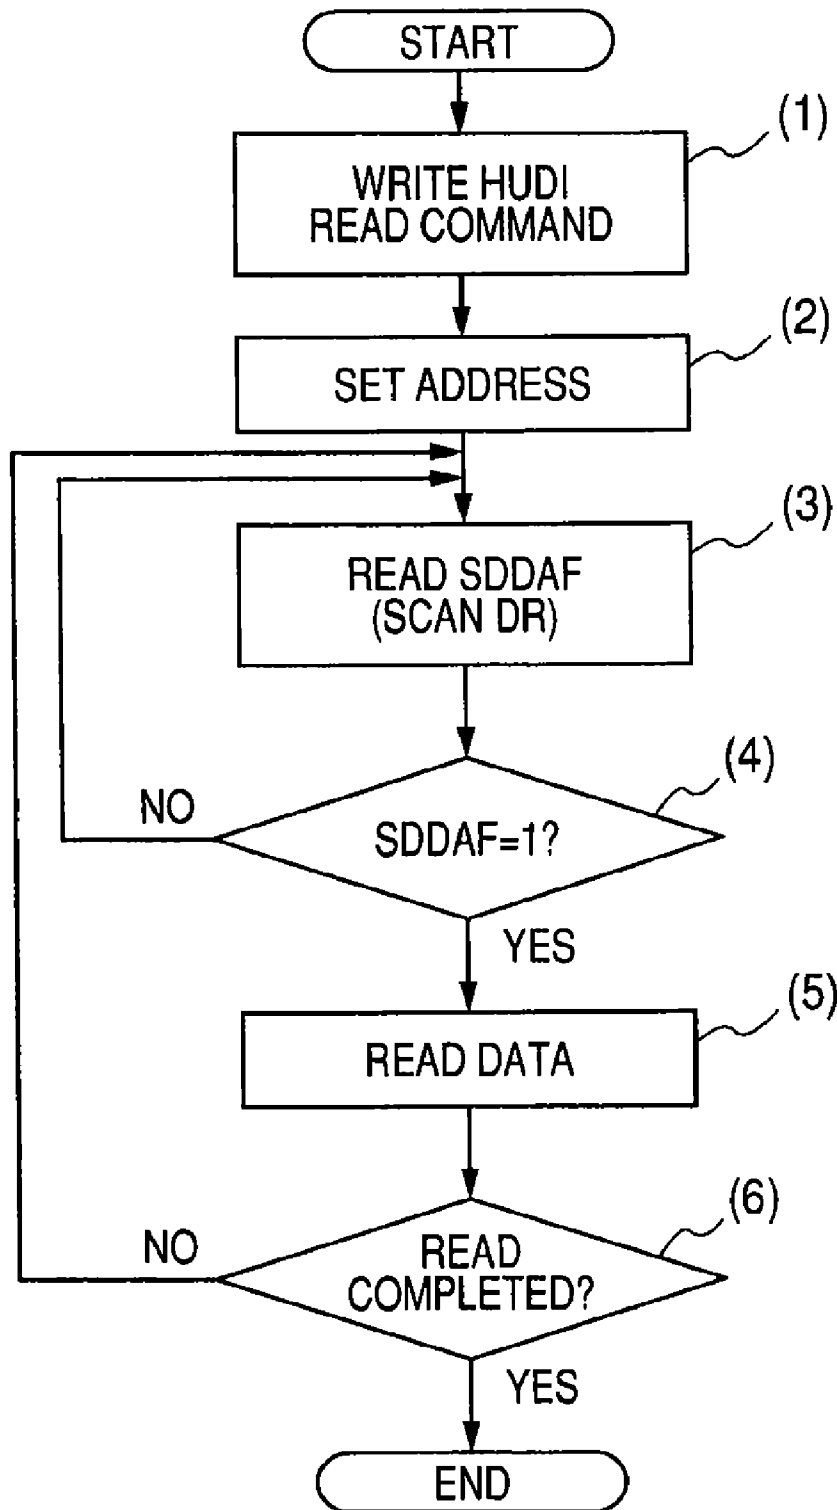 START
(1)
WRITE HUDI
READ COMMAND
(2)
SET ADDRESS
(3)
READ SDDAF
(SCAN DR)
(4)
NO
SDDAF=1?
YES
(5)
READ DATA
(6)
NO
READ
COMPLETED?
YES
END